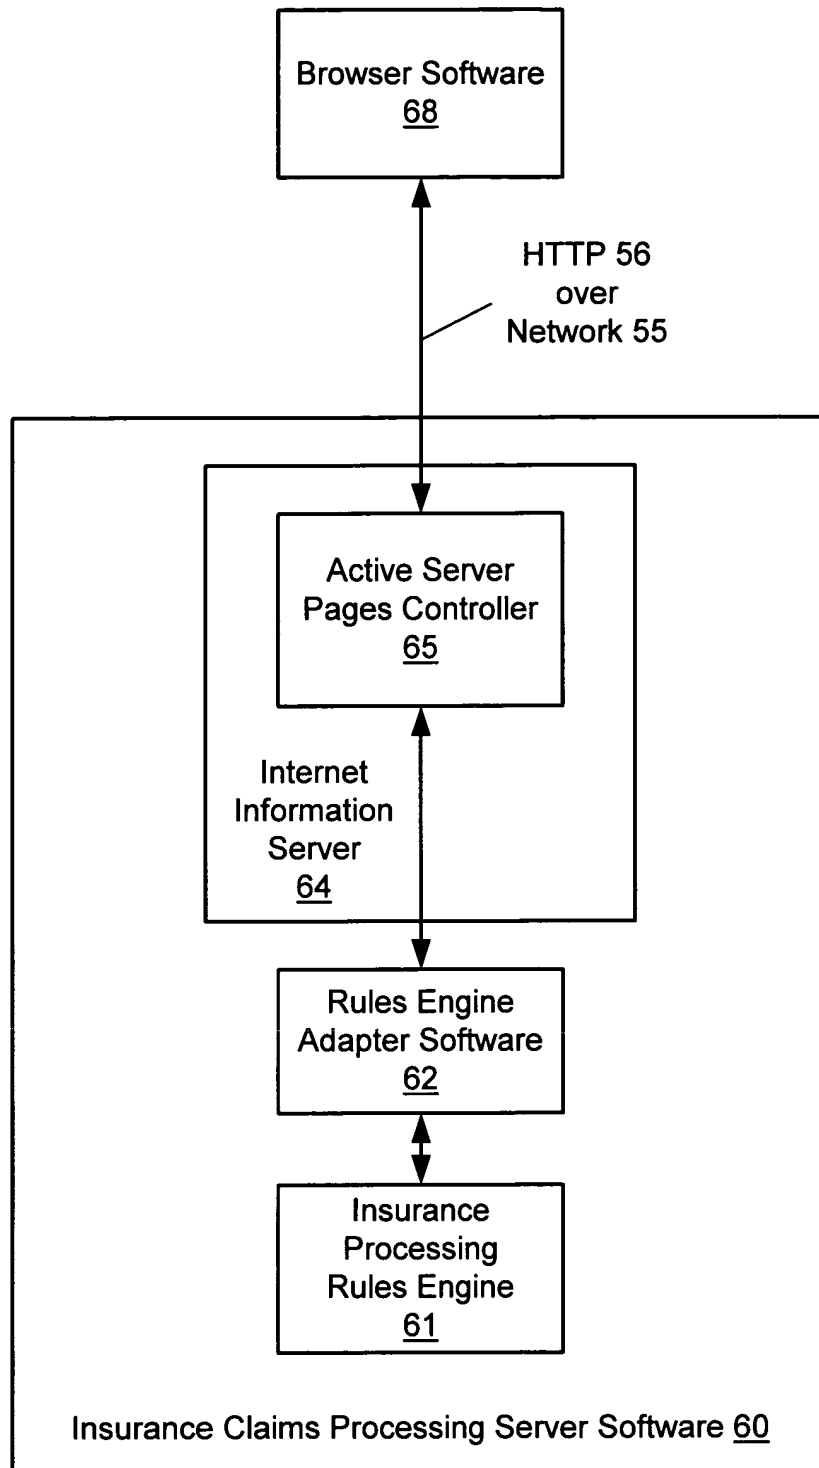 Browser Software
68
HTTP 56
over
Network 55
Active Server
Pages Controller
65
Internet
Information
Server
64
Rules Engine
Adapter Software
62
Insurance
Processing
Rules Engine
61
Insurance Claims Processing Server Software 60